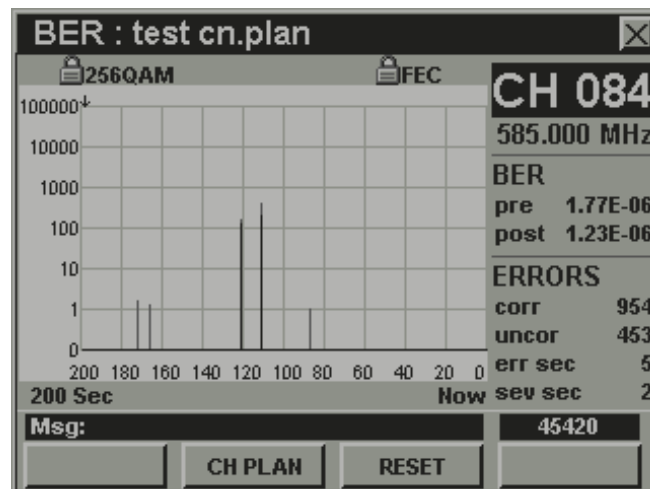 BER : test cn.plan
256QAM FEC
CH 084
585.000 MHz
100000
10000
1000
100
10
1
0
200 180 160 140 120 100 80 60 40 20 0
200 Sec Now
BER
pre 1.77E-06
post 1.23E-06
ERRORS
corr 954
uncor 453
err sec 5
sev sec 2
Msg: 45420
CH PLAN RESET